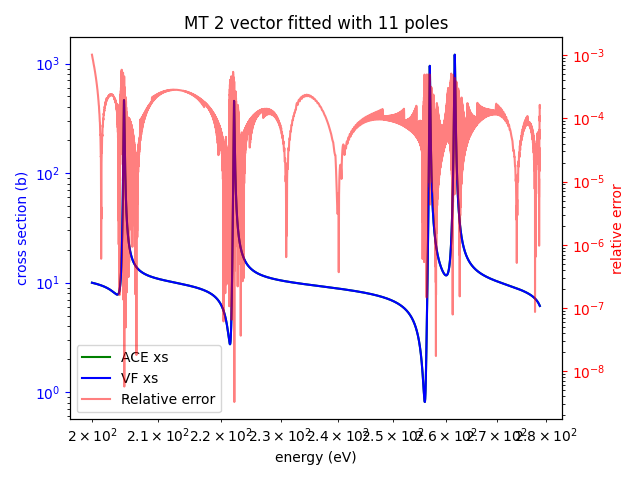 MT 2 vector fitted with 11 poles
10³
10²
10¹
10⁰
cross section (b)
10⁻³
10⁻⁴
10⁻⁵
10⁻⁶
10⁻⁷
10⁻⁸
relative error
ACE xs
VF xs
Relative error
2 × 10² 2.1 × 10² 2.2 × 10² 2.3 × 10² 2.4 × 10² 2.5 × 10² 2.6 × 10² 2.7 × 10² 2.8 × 10²
energy (eV)